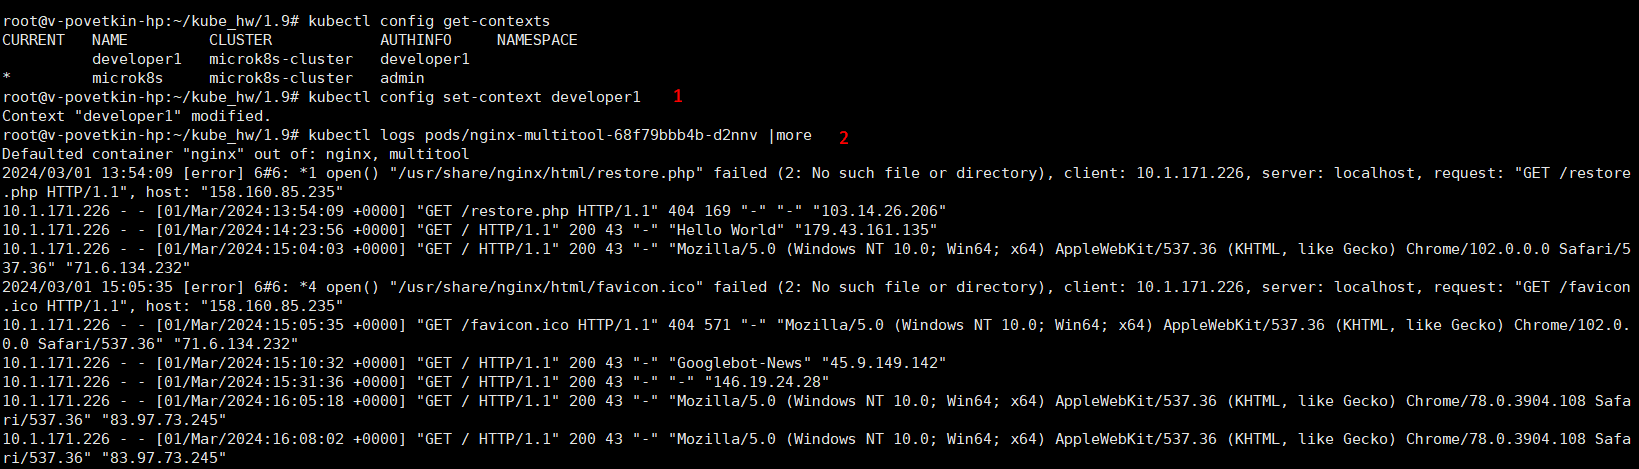 root@v-povetkin-hp:~/kube_hw/1.9# kubectl config get-contexts
CURRENT   NAME         CLUSTER            AUTHINFO     NAMESPACE
          developer1   microk8s-cluster   developer1
*         microk8s     microk8s-cluster   admin
root@v-povetkin-hp:~/kube_hw/1.9# kubectl config set-context developer1   1
Context "developer1" modified.
root@v-povetkin-hp:~/kube_hw/1.9# kubectl logs pods/nginx-multitool-68f79bbb4b-d2nnv |more   2
Defaulted container "nginx" out of: nginx, multitool
2024/03/01 13:54:09 [error] 6#6: *1 open() "/usr/share/nginx/html/restore.php" failed (2: No such file or directory), client: 10.1.171.226, server: localhost, request: "GET /restore
.php HTTP/1.1", host: "158.160.85.235"
10.1.171.226 - - [01/Mar/2024:13:54:09 +0000] "GET /restore.php HTTP/1.1" 404 169 "-" "-" "103.14.26.206"
10.1.171.226 - - [01/Mar/2024:14:23:56 +0000] "GET / HTTP/1.1" 200 43 "-" "Hello World" "179.43.161.135"
10.1.171.226 - - [01/Mar/2024:15:04:03 +0000] "GET / HTTP/1.1" 200 43 "-" "Mozilla/5.0 (Windows NT 10.0; Win64; x64) AppleWebKit/537.36 (KHTML, like Gecko) Chrome/102.0.0.0 Safari/5
37.36" "71.6.134.232"
2024/03/01 15:05:35 [error] 6#6: *4 open() "/usr/share/nginx/html/favicon.ico" failed (2: No such file or directory), client: 10.1.171.226, server: localhost, request: "GET /favicon
.ico HTTP/1.1", host: "158.160.85.235"
10.1.171.226 - - [01/Mar/2024:15:05:35 +0000] "GET /favicon.ico HTTP/1.1" 404 571 "-" "Mozilla/5.0 (Windows NT 10.0; Win64; x64) AppleWebKit/537.36 (KHTML, like Gecko) Chrome/102.0.
0.0 Safari/537.36" "71.6.134.232"
10.1.171.226 - - [01/Mar/2024:15:10:32 +0000] "GET / HTTP/1.1" 200 43 "-" "Googlebot-News" "45.9.149.142"
10.1.171.226 - - [01/Mar/2024:15:31:36 +0000] "GET / HTTP/1.1" 200 43 "-" "-" "146.19.24.28"
10.1.171.226 - - [01/Mar/2024:16:05:18 +0000] "GET / HTTP/1.1" 200 43 "-" "Mozilla/5.0 (Windows NT 10.0; Win64; x64) AppleWebKit/537.36 (KHTML, like Gecko) Chrome/78.0.3904.108 Safa
ri/537.36" "83.97.73.245"
10.1.171.226 - - [01/Mar/2024:16:08:02 +0000] "GET / HTTP/1.1" 200 43 "-" "Mozilla/5.0 (Windows NT 10.0; Win64; x64) AppleWebKit/537.36 (KHTML, like Gecko) Chrome/78.0.3904.108 Safa
ri/537.36" "83.97.73.245"